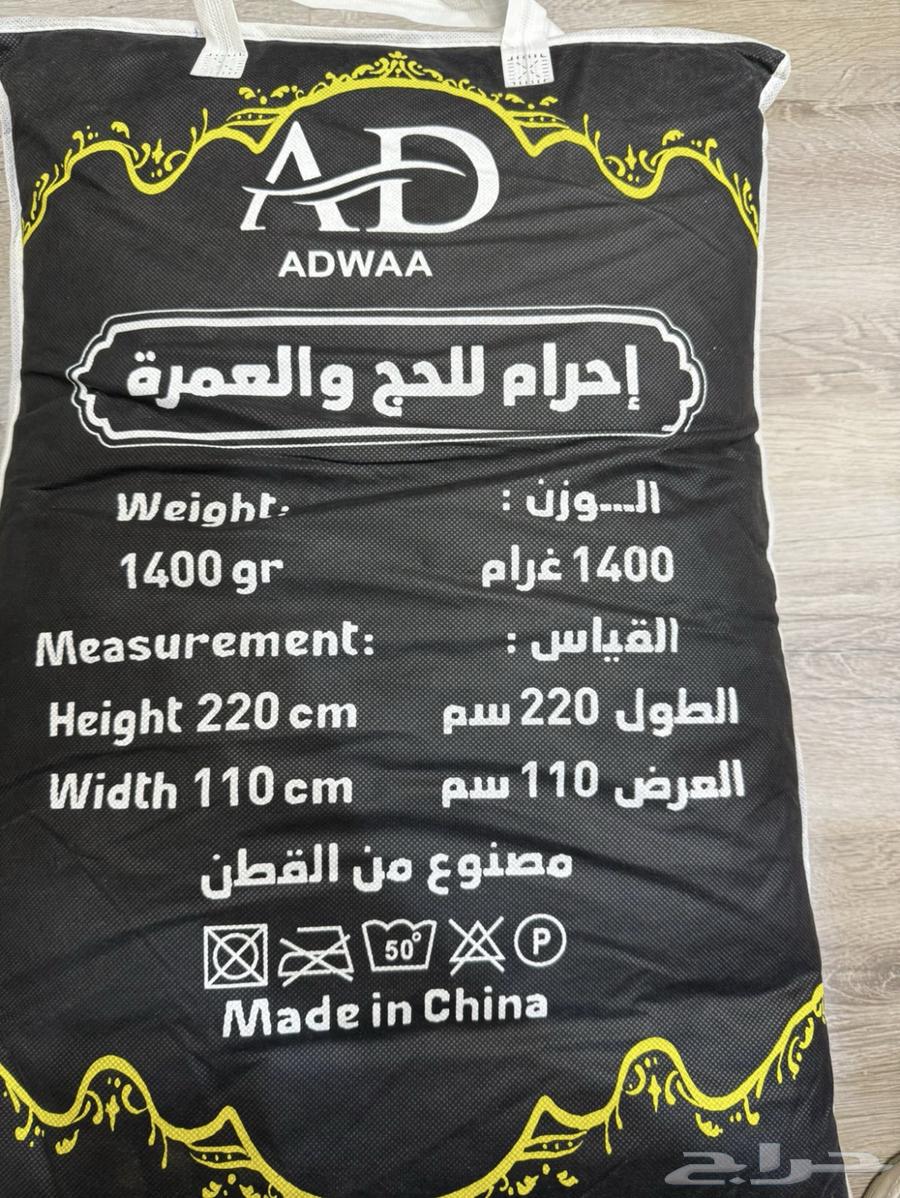 AD
ADWAA
إحرام للحج والعمرة
الـــوزن :
Weight:
1400 غرام
1400 gr
القياس :
Measurement:
الطول 220 سم
Height 220 cm
العرض 110 سم
Width 110 cm
مصنوع من القطن
50° P
Made in China
حراج